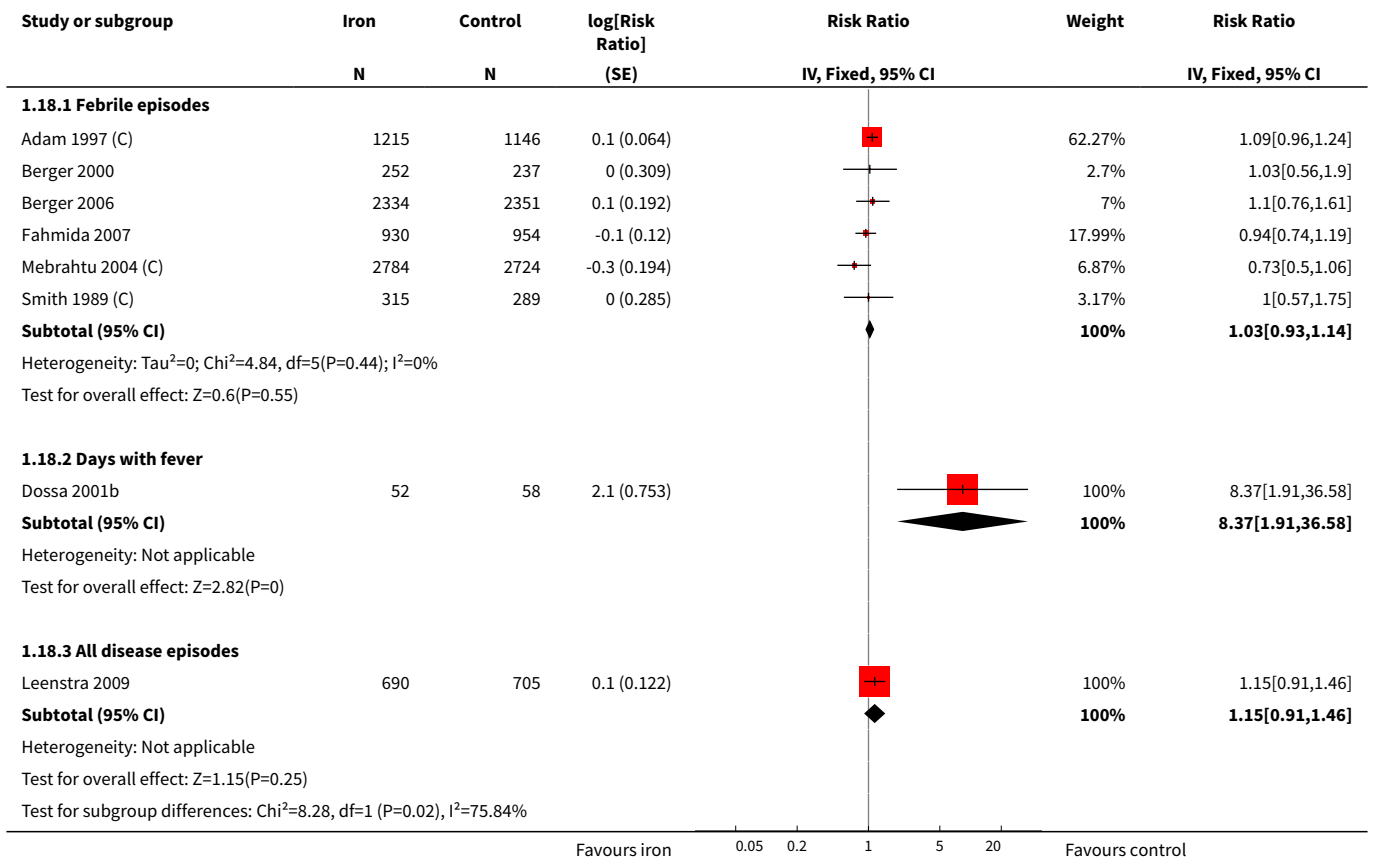 Study or subgroup Iron Control log[Risk Ratio] Risk Ratio Weight Risk Ratio
N N (SE) IV, Fixed, 95% CI IV, Fixed, 95% CI
1.18.1 Febrile episodes
Adam 1997 (C) 1215 1146 0.1 (0.064) 62.27% 1.09[0.96,1.24]
Berger 2000 252 237 0 (0.309) 2.7% 1.03[0.56,1.9]
Berger 2006 2334 2351 0.1 (0.192) 7% 1.1[0.76,1.61]
Fahmida 2007 930 954 -0.1 (0.12) 17.99% 0.94[0.74,1.19]
Mebrahtu 2004 (C) 2784 2724 -0.3 (0.194) 6.87% 0.73[0.5,1.06]
Smith 1989 (C) 315 289 0 (0.285) 3.17% 1[0.57,1.75]
Subtotal (95% CI) 100% 1.03[0.93,1.14]
Heterogeneity: Tau²=0; Chi²=4.84, df=5(P=0.44); I²=0%
Test for overall effect: Z=0.6(P=0.55)
1.18.2 Days with fever
Dossa 2001b 52 58 2.1 (0.753) 100% 8.37[1.91,36.58]
Subtotal (95% CI) 100% 8.37[1.91,36.58]
Heterogeneity: Not applicable
Test for overall effect: Z=2.82(P=0)
1.18.3 All disease episodes
Leenstra 2009 690 705 0.1 (0.122) 100% 1.15[0.91,1.46]
Subtotal (95% CI) 100% 1.15[0.91,1.46]
Heterogeneity: Not applicable
Test for overall effect: Z=1.15(P=0.25)
Test for subgroup differences: Chi²=8.28, df=1 (P=0.02), I²=75.84%
Favours iron 0.05 0.2 1 5 20 Favours control